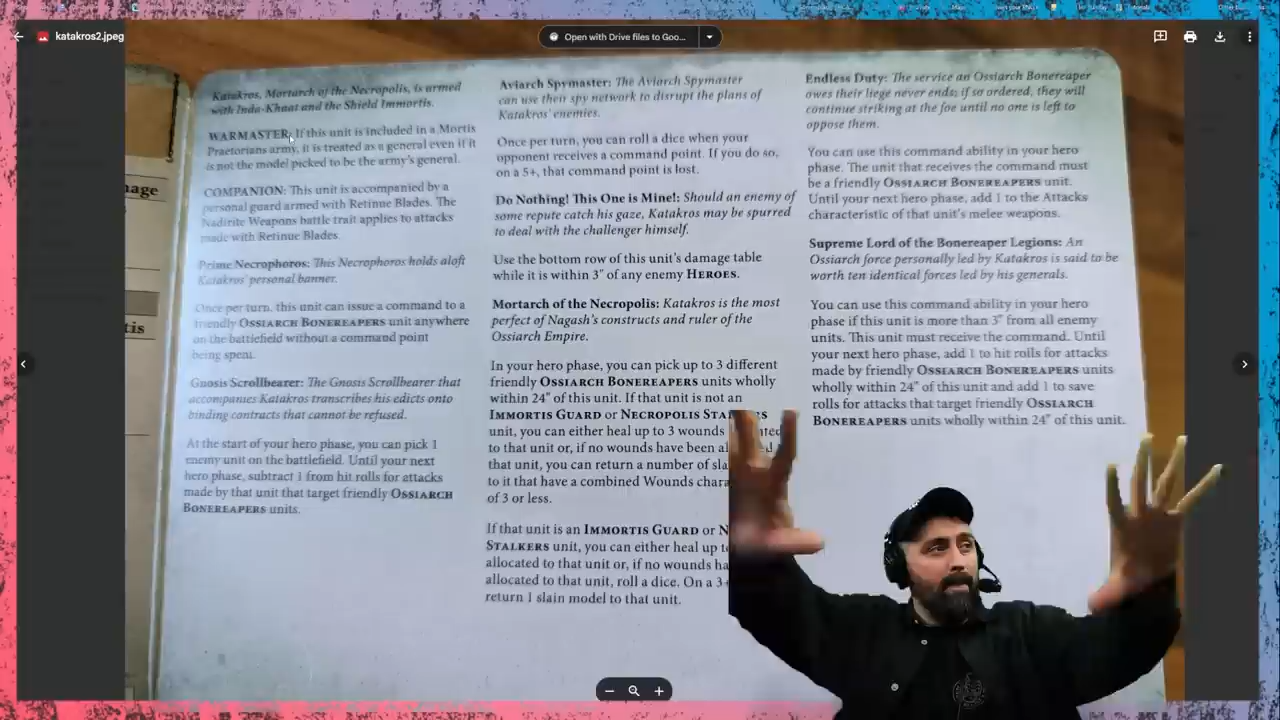 katakros2.jpeg
Open with Drive files to Goo...
age
tis
Katakros, Mortarch of the Necropolis, is armed
with Inda-Khaat and the Shield Immortis.
WARMASTER: If this unit is included in a Mortis
Praetorians army, it is treated as a general even if it
is not the model picked to be the army's general.
COMPANION: This unit is accompanied by a
personal guard armed with Retinue Blades. The
Nadirite Weapons battle trait applies to attacks
made with Retinue Blades.
Prime Necrophoros: This Necrophoros holds aloft
Katakros' personal banner.
Once per turn, this unit can issue a command to a
friendly OSSIARCH BONEREAPERS unit anywhere
on the battlefield without a command point
being spent.
Gnosis Scrollbearer: The Gnosis Scrollbearer that
accompanies Katakros transcribes his edicts onto
binding contracts that cannot be refused.
At the start of your hero phase, you can pick 1
enemy unit on the battlefield. Until your next
hero phase, subtract 1 from hit rolls for attacks
made by that unit that target friendly OSSIARCH
BONEREAPERS units.
Aviarch Spymaster: The Aviarch Spymaster
can use their spy network to disrupt the plans of
Katakros' enemies.
Once per turn, you can roll a dice when your
opponent receives a command point. If you do so,
on a 5+, that command point is lost.
Do Nothing! This One is Mine!: Should an enemy of
some repute catch his gaze, Katakros may be spurred
to deal with the challenger himself.
Use the bottom row of this unit's damage table
while it is within 3" of any enemy HEROES.
Mortarch of the Necropolis: Katakros is the most
perfect of Nagash's constructs and ruler of the
Ossiarch Empire.
In your hero phase, you can pick up to 3 different
friendly OSSIARCH BONEREAPERS units wholly
within 24" of this unit. If that unit is not an
IMMORTIS GUARD or NECROPOLIS
unit, you can either heal up to 3 wounds
to that unit or, if no wounds have been
that unit, you can return a number of
to it that have a combined Wounds
of 3 or less.
If that unit is an IMMORTIS GUARD or
STALKERS unit, you can either heal up
allocated to that unit or, if no wounds
allocated to that unit, roll a dice. On a 3
return 1 slain model to that unit.
Endless Duty: The service an Ossiarch Bonereaper
owes their liege never ends; if so ordered, they will
continue striking at the foe until no one is left to
oppose them.
You can use this command ability in your hero
phase. The unit that receives the command must
be a friendly OSSIARCH BONEREAPERS unit.
Until your next hero phase, add 1 to the Attacks
characteristic of that unit's melee weapons.
Supreme Lord of the Bonereaper Legions: An
Ossiarch force personally led by Katakros is said to be
worth ten identical forces led by his generals.
You can use this command ability in your hero
phase if this unit is more than 3" from all enemy
units. This unit must receive the command. Until
your next hero phase, add 1 to hit rolls for attacks
made by friendly OSSIARCH BONEREAPERS units
wholly within 24" of this unit and add 1 to save
rolls for attacks that target friendly OSSIARCH
BONEREAPERS units wholly within 24" of this unit.